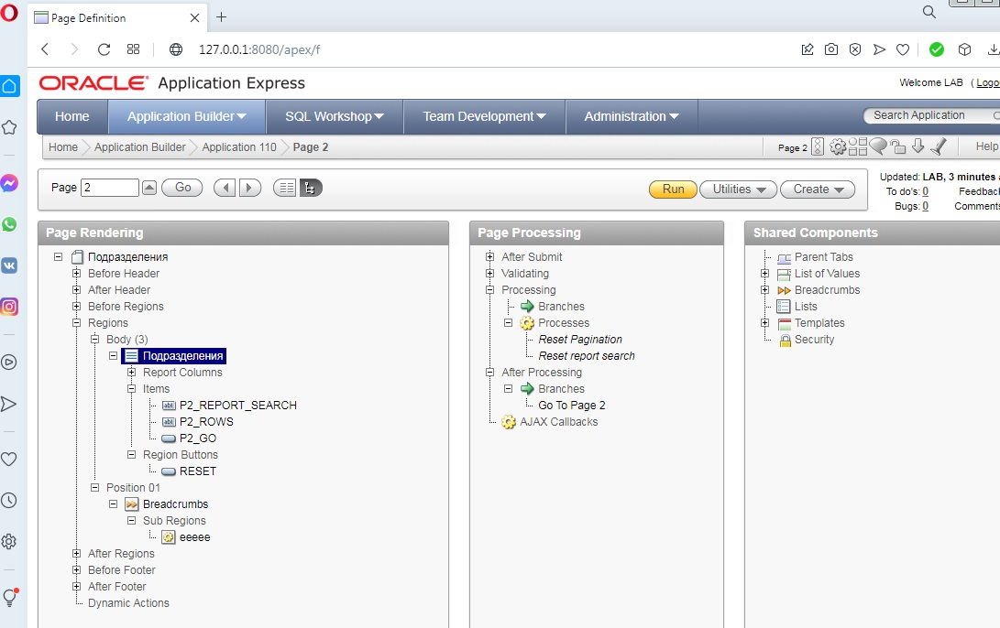 Page Definition
127.0.0.1:8080/apex/f
ORACLE Application Express
Welcome LAB ( Logo
Home Application Builder SQL Workshop Team Development Administration
Search Application
Home Application Builder Application 110 Page 2
Page 2
Help
Page 2 Go
Run Utilities Create
Updated: LAB, 3 minutes a
To do's: 0 Feedback
Bugs: 0 Comments
Page Rendering
Подразделения
Before Header
After Header
Before Regions
Regions
Body (3)
Подразделения
Report Columns
Items
P2_REPORT_SEARCH
P2_ROWS
P2_GO
Region Buttons
RESET
Position 01
Breadcrumbs
Sub Regions
eeeee
After Regions
Before Footer
After Footer
Dynamic Actions
Page Processing
After Submit
Validating
Processing
Branches
Processes
Reset Pagination
Reset report search
After Processing
Branches
Go To Page 2
AJAX Callbacks
Shared Components
Parent Tabs
List of Values
Breadcrumbs
Lists
Templates
Security